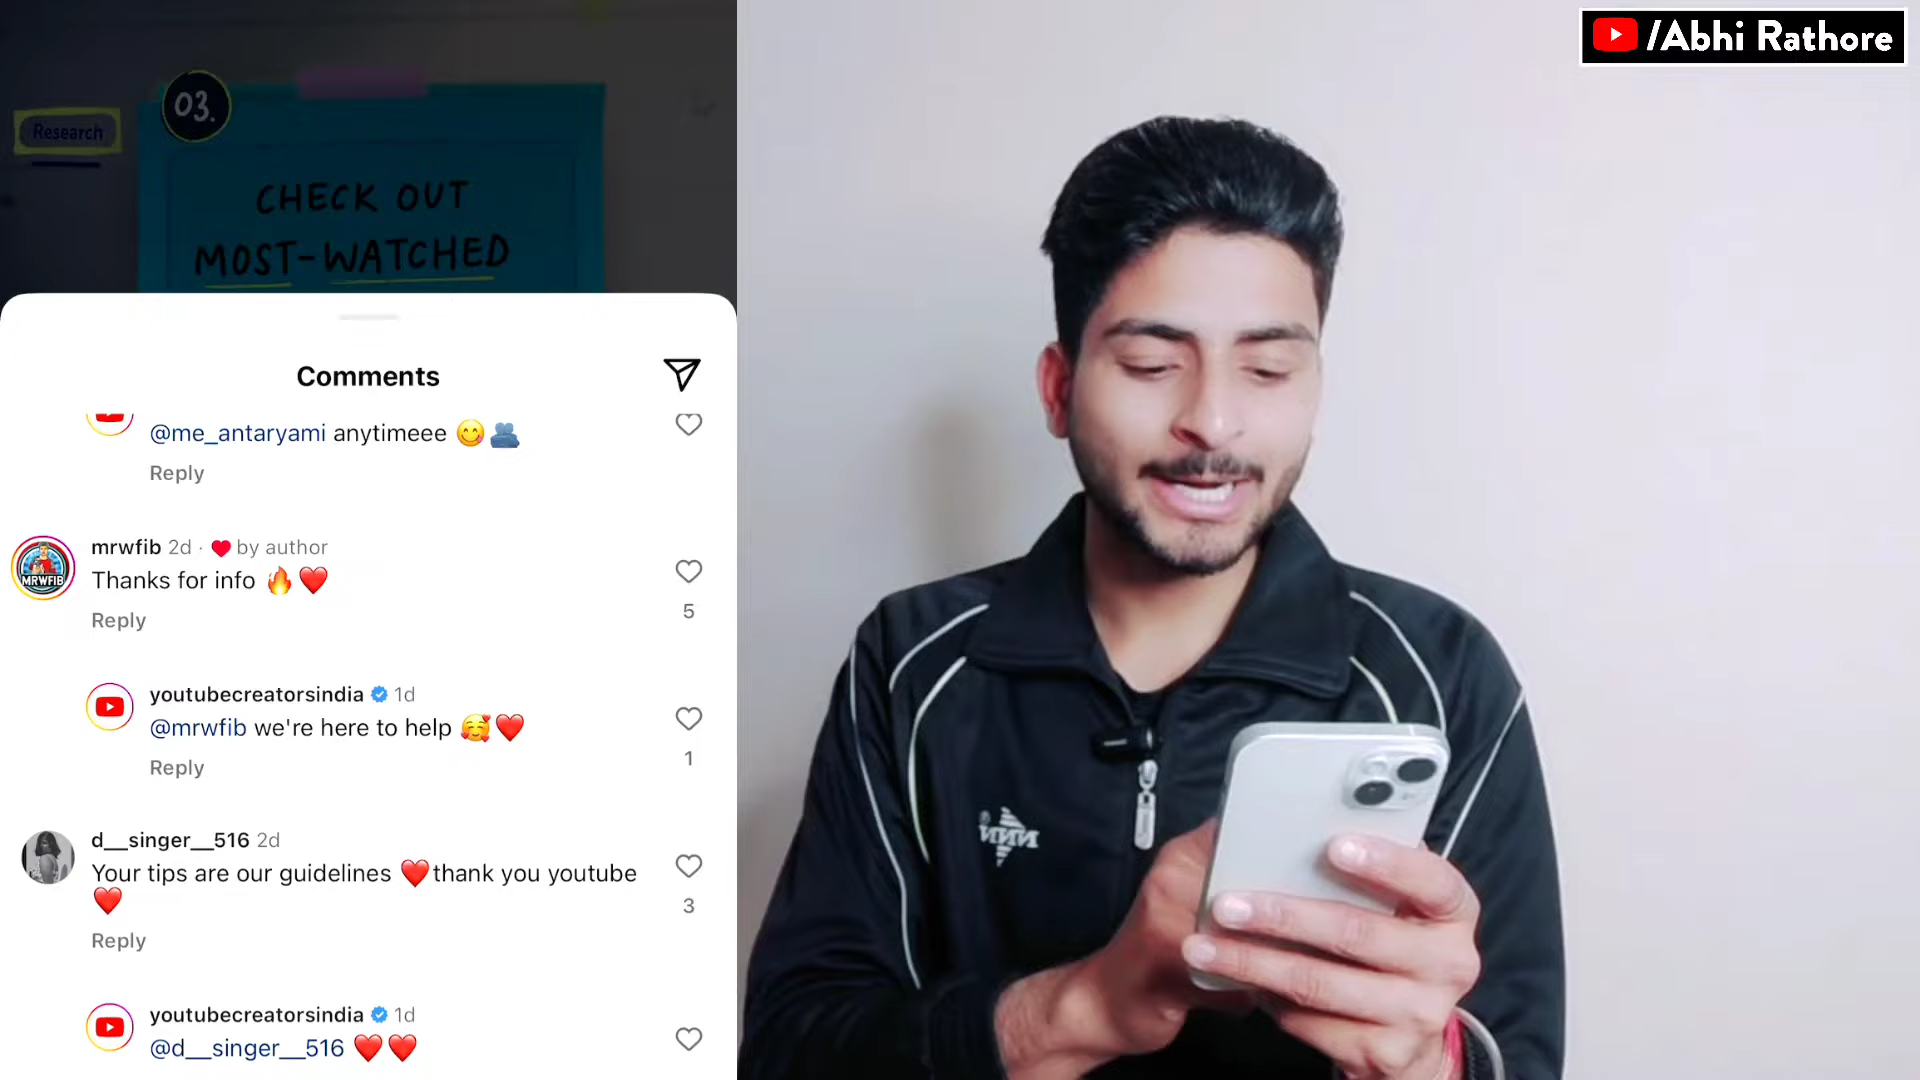 /Abhi Rathore
03.
Research
CHECK OUT
MOST-WATCHED
Comments
@me_antaryami anytimeee 😋🫂
Reply
MRWFIB
mrwfib 2d · ❤ by author
Thanks for info 🔥❤️
5
Reply
youtubecreatorsindia 1d
@mrwfib we're here to help 🥰❤️
1
Reply
d__singer__516 2d
Your tips are our guidelines ❤️thank you youtube
❤️
3
Reply
youtubecreatorsindia 1d
@d__singer__516 ❤️❤️